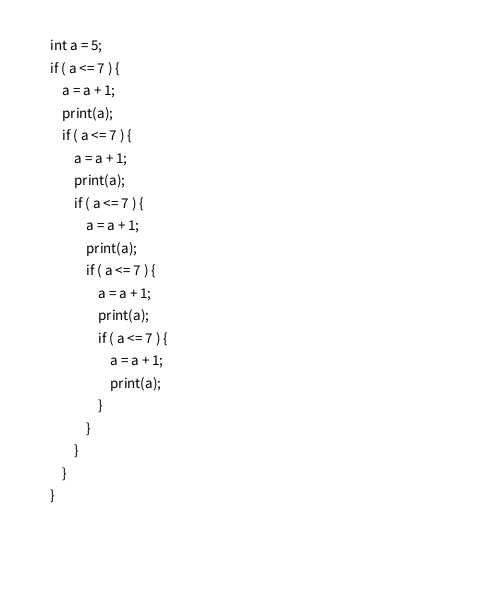 int a = 5;
if ( a <= 7 ) {
    a = a + 1;
    print(a);
    if ( a <= 7 ) {
        a = a + 1;
        print(a);
        if ( a <= 7 ) {
            a = a + 1;
            print(a);
            if ( a <= 7 ) {
                a = a + 1;
                print(a);
                if ( a <= 7 ) {
                    a = a + 1;
                    print(a);
                }
            }
        }
    }
}